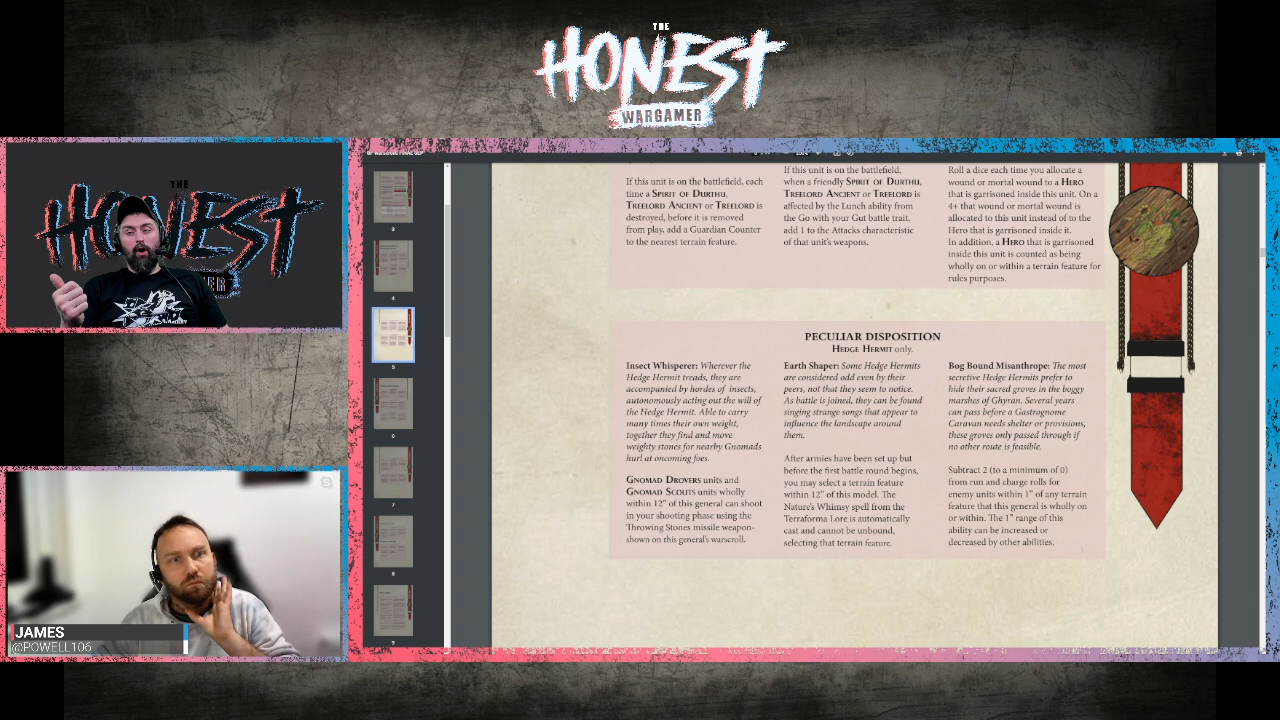 THE
HONEST
WARGAMER
THE
HONEST
JAMES
@POWELL106
3
4
5
6
7
8
9
If this unit is on the battlefield, each
time a SPIRIT OF DURTHU,
TREELORD ANCIENT or TREELORD is
destroyed, before it is removed
from play, add a Guardian Counter
to the nearest terrain feature.
If this unit is on the battlefield,
when a friendly SPIRIT OF DURTHU,
TREELORD ANCIENT or TREELORD is
affected by the Lunch ability from
the Go with your Gut battle trait,
add 1 to the Attacks characteristic
of that unit's weapons.
Roll a dice each time you allocate a
wound or mortal wound to a HERO
that is garrisoned inside this unit. On a
4+ that wound or mortal wound is
allocated to this unit instead of to the
Hero that is garrisoned inside it.
In addition, a HERO that is garrisoned
inside this unit is counted as being
wholly on or within a terrain feature for
rules purposes.
PECULIAR DISPOSITION
HEDGE HERMIT only.
Insect Whisperer: Wherever the
Hedge Hermit treads, they are
accompanied by hordes of insects,
autonomously acting out the will of
the Hedge Hermit. Able to carry
many times their own weight,
together they find and move
weighty stones for nearby Gnomads
hurl at oncoming foes.
GNOMAD DROVERS units and
GNOMAD SCOUTS units wholly
within 12" of this general can shoot
in your shooting phase using the
Throwing Stones missile weapon-
shown on this general's warscroll.
Earth Shaper: Some Hedge Hermits
are considered odd even by their
peers, not that they seem to notice.
As battle is joined, they can be found
singing strange songs that appear to
influence the landscape around
them.
After armies have been set up but
before the first battle round begins,
you may select a terrain feature
within 12" of this model. The
Nature's Whimsy spell from the
Terraforma Lore is automatically
cast and cannot be unbound,
selecting that terrain feature.
Bog Bound Misanthrope: The most
secretive Hedge Hermits prefer to
hide their sacred groves in the boggy
marshes of Ghyran. Several years
can pass before a Gastrognome
Caravan needs shelter or provisions,
these groves only passed through if
no other route is feasible.
Subtract 2 (to a minimum of 0)
from run and charge rolls for
enemy units within 1" of any terrain
feature that this general is wholly on
or within. The 1" range of this
ability can be increased or
decreased by other abilities.